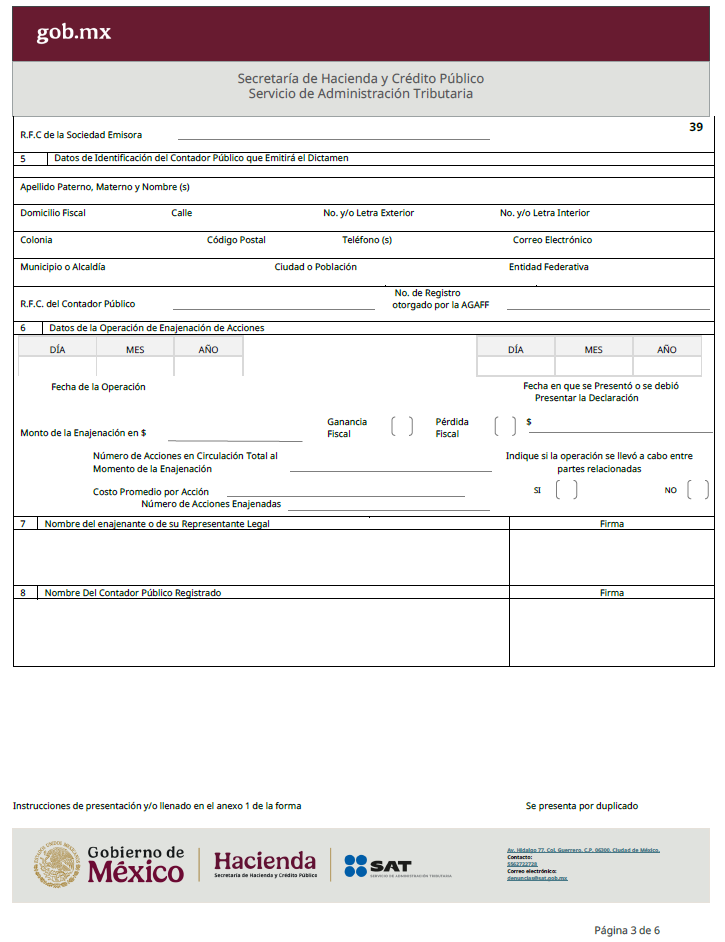 gob.mx
Secretaría de Hacienda y Crédito Público
Servicio de Administración Tributaria
39
R.F.C de la Sociedad Emisora
5 Datos de Identificación del Contador Público que Emitirá el Dictamen
Apellido Paterno, Materno y Nombre (s)
Domicilio Fiscal Calle No. y/o Letra Exterior No. y/o Letra Interior
Colonia Código Postal Teléfono (s) Correo Electrónico
Municipio o Alcaldía Ciudad o Población Entidad Federativa
R.F.C. del Contador Público
No. de Registro
otorgado por la AGAFF
6 Datos de la Operación de Enajenación de Acciones
DÍA MES AÑO DÍA MES AÑO
Fecha de la Operación
Fecha en que se Presentó o se debió
Presentar la Declaración
Monto de la Enajenación en $
Ganancia
Fiscal
Pérdida
Fiscal
$
Número de Acciones en Circulación Total al
Momento de la Enajenación
Indique si la operación se llevó a cabo entre
partes relacionadas
Costo Promedio por Acción
SI NO
Número de Acciones Enajenadas
7 Nombre del enajenante o de su Representante Legal Firma
8 Nombre Del Contador Público Registrado Firma
Instrucciones de presentación y/o llenado en el anexo 1 de la forma Se presenta por duplicado
Gobierno de
México
Hacienda
Secretaría de Hacienda y Crédito Público
SAT
SERVICIO DE ADMINISTRACIÓN TRIBUTARIA
Av. Hidalgo 77, Col. Guerrero, C.P. 06300, Ciudad de México.
Contacto:
5562722728
Correo electrónico:
denuncias@sat.gob.mx
Página 3 de 6